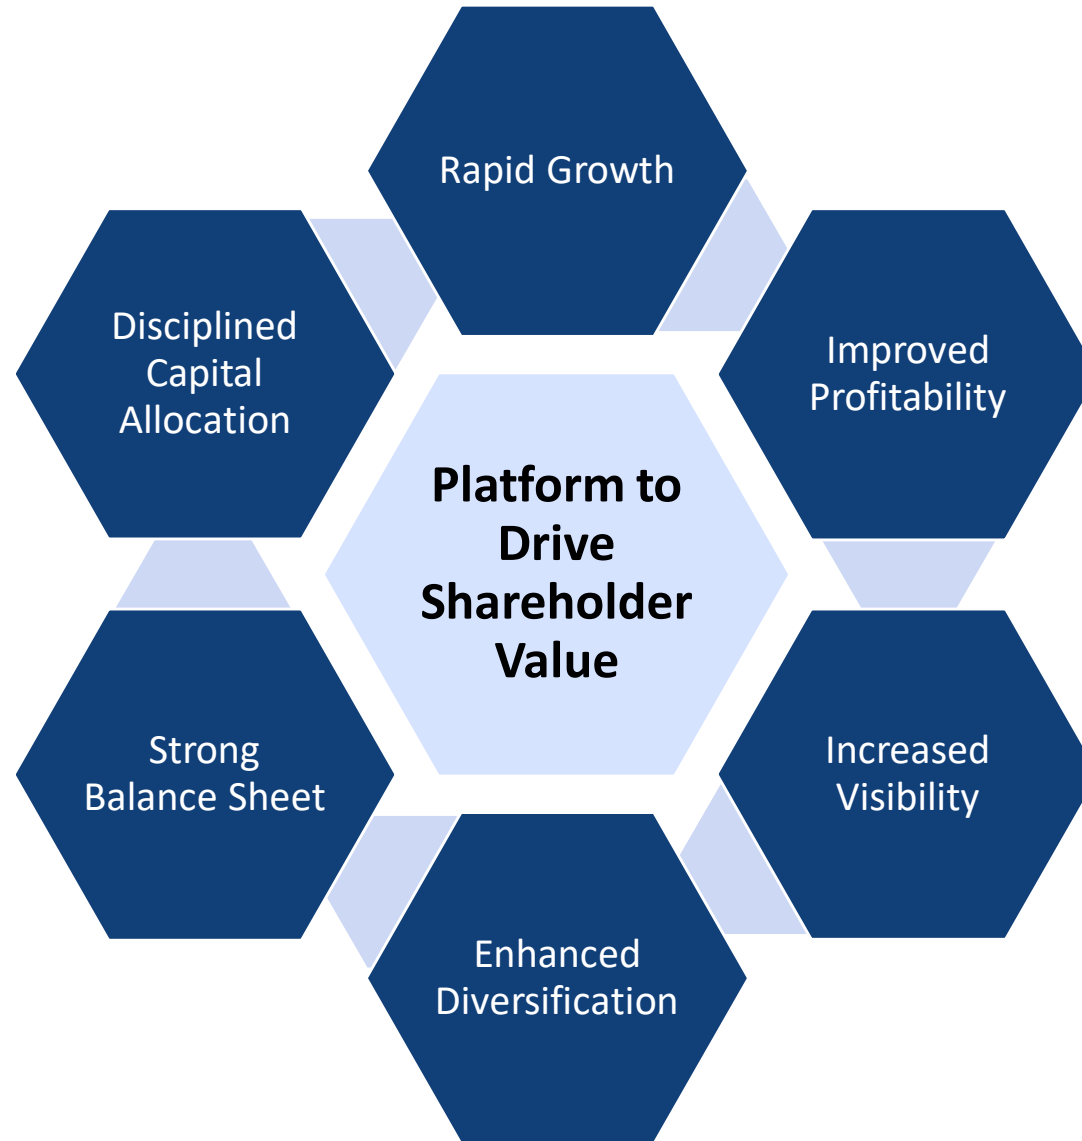 Rapid Growth
Disciplined
Capital
Allocation
Improved
Profitability
Platform to
Drive
Shareholder
Value
Strong
Balance Sheet
Increased
Visibility
Enhanced
Diversification